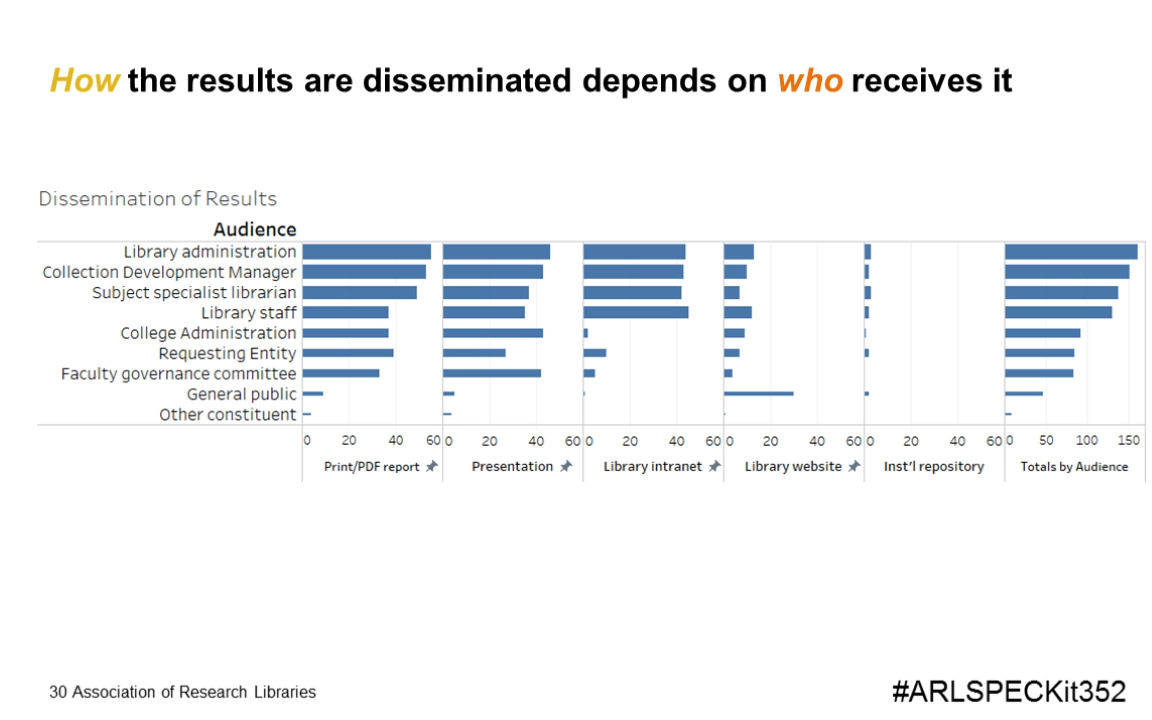 How the results are disseminated depends on who receives it
Dissemination of Results
Audience
Library administration
Collection Development Manager
Subject specialist librarian
Library staff
College Administration
Requesting Entity
Faculty governance committee
General public
Other constituent
0 20 40 60 0 20 40 60 0 20 40 60 0 20 40 60 0 20 40 60 0 50 100 150
Print/PDF report Presentation Library intranet Library website Inst'l repository Totals by Audience
30 Association of Research Libraries
#ARLSPECKit352